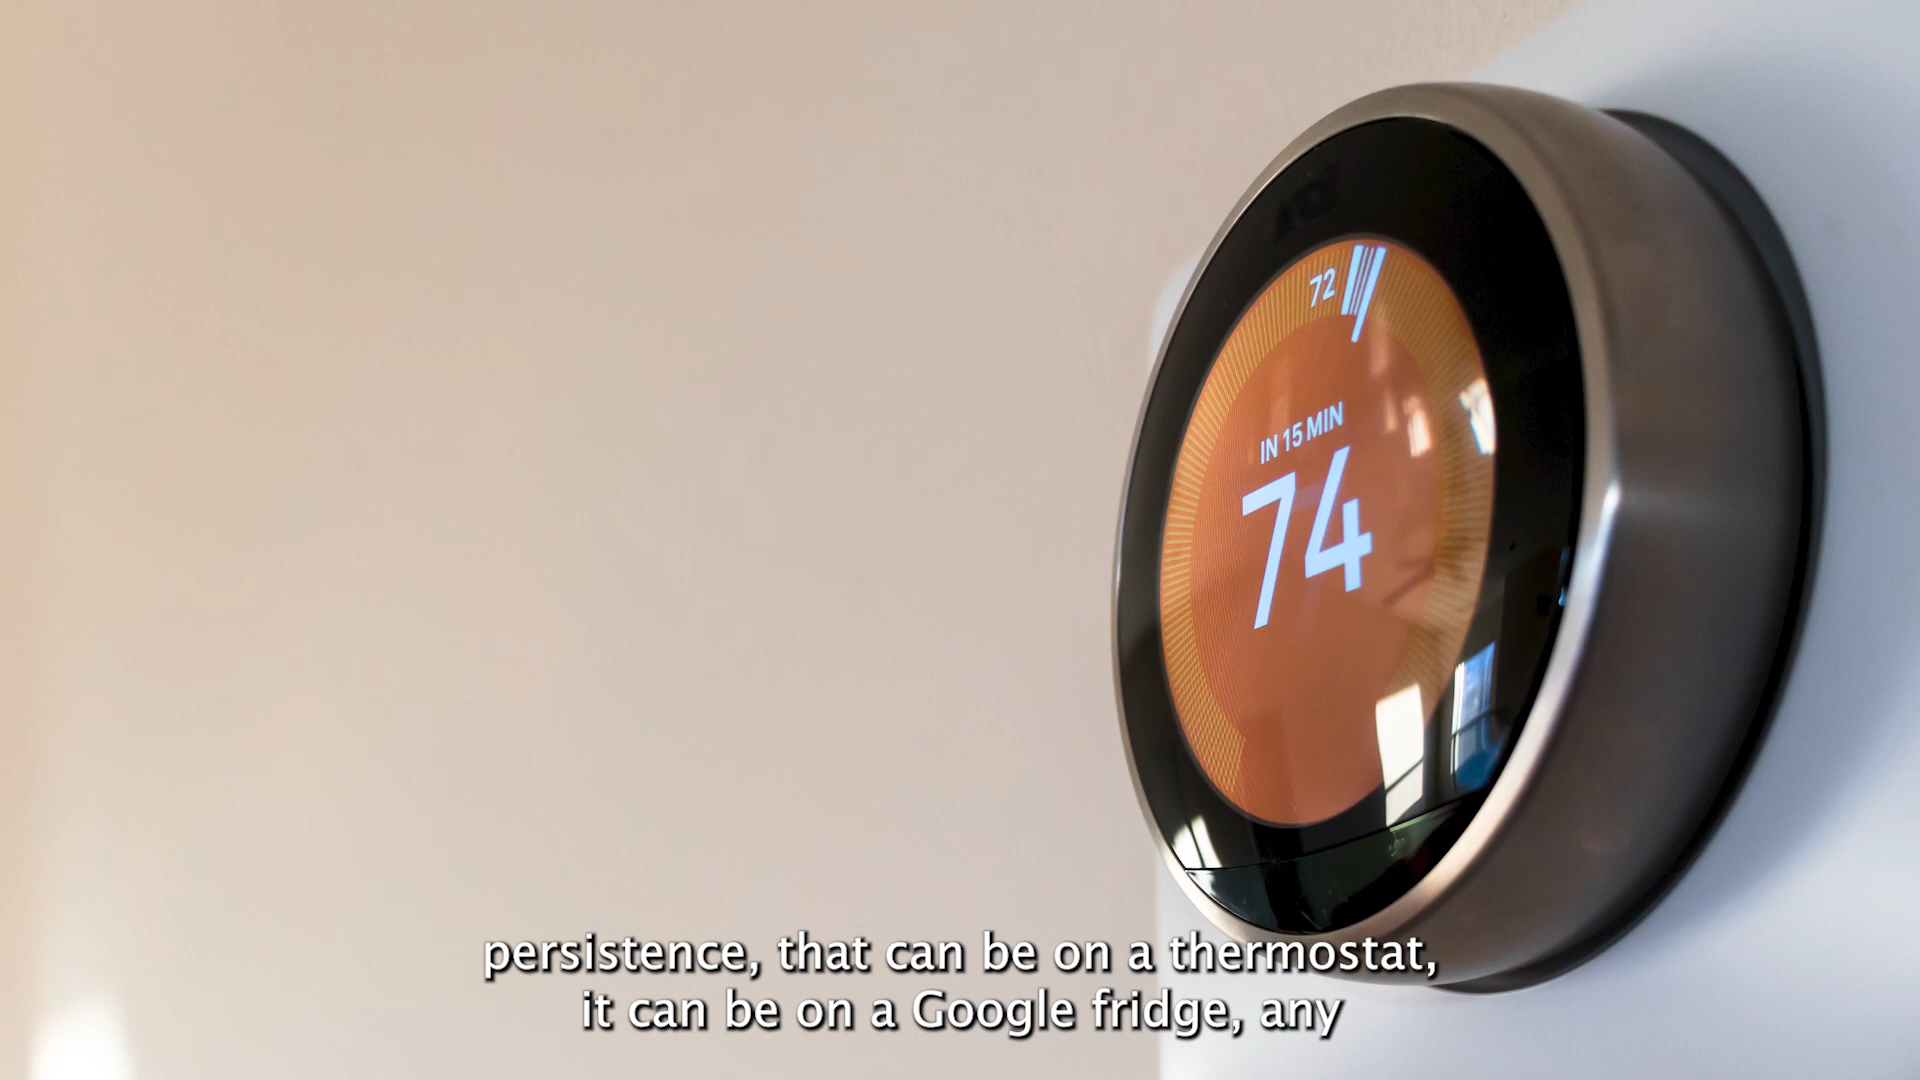 72
IN 15 MIN
74
persistence, that can be on a thermostat,
it can be on a Google fridge, any